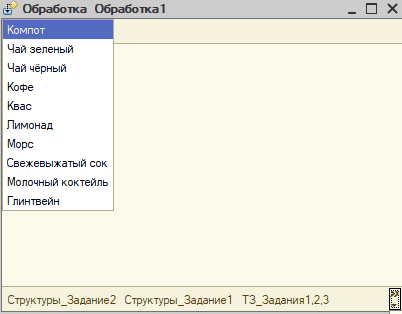 Обработка Обработка1
Компот
Чай зеленый
Чай чёрный
Кофе
Квас
Лимонад
Морс
Свежевыжатый сок
Молочный коктейль
Глинтвейн
Структуры_Задание2 Структуры_Задание1 ТЗ_Задания1,2,3